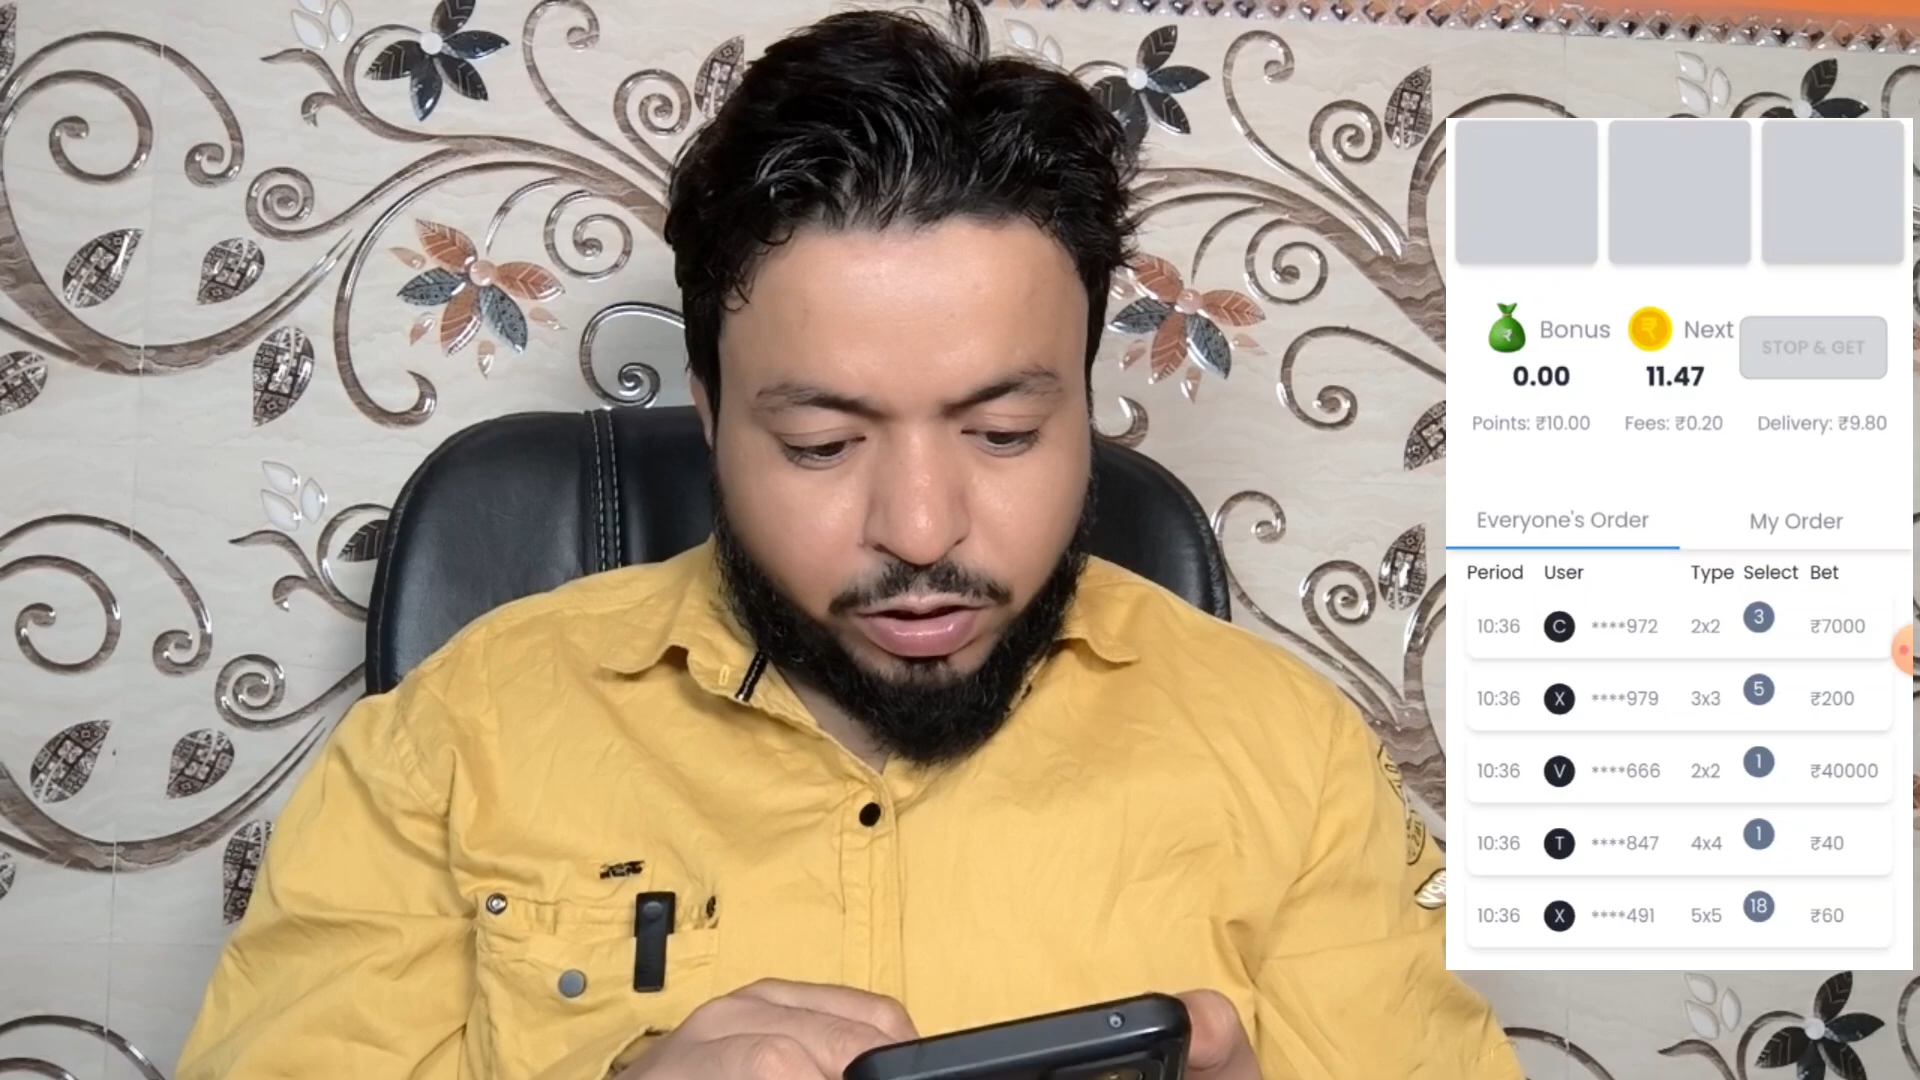 Bonus Next STOP & GET
0.00 11.47
Points: ₹10.00 Fees: ₹0.20 Delivery: ₹9.80
Everyone's Order My Order
Period User Type Select Bet
10:36 C ****972 2x2 3 ₹7000
10:36 X ****979 3x3 5 ₹200
10:36 V ****666 2x2 1 ₹40000
10:36 T ****847 4x4 1 ₹40
10:36 X ****491 5x5 18 ₹60